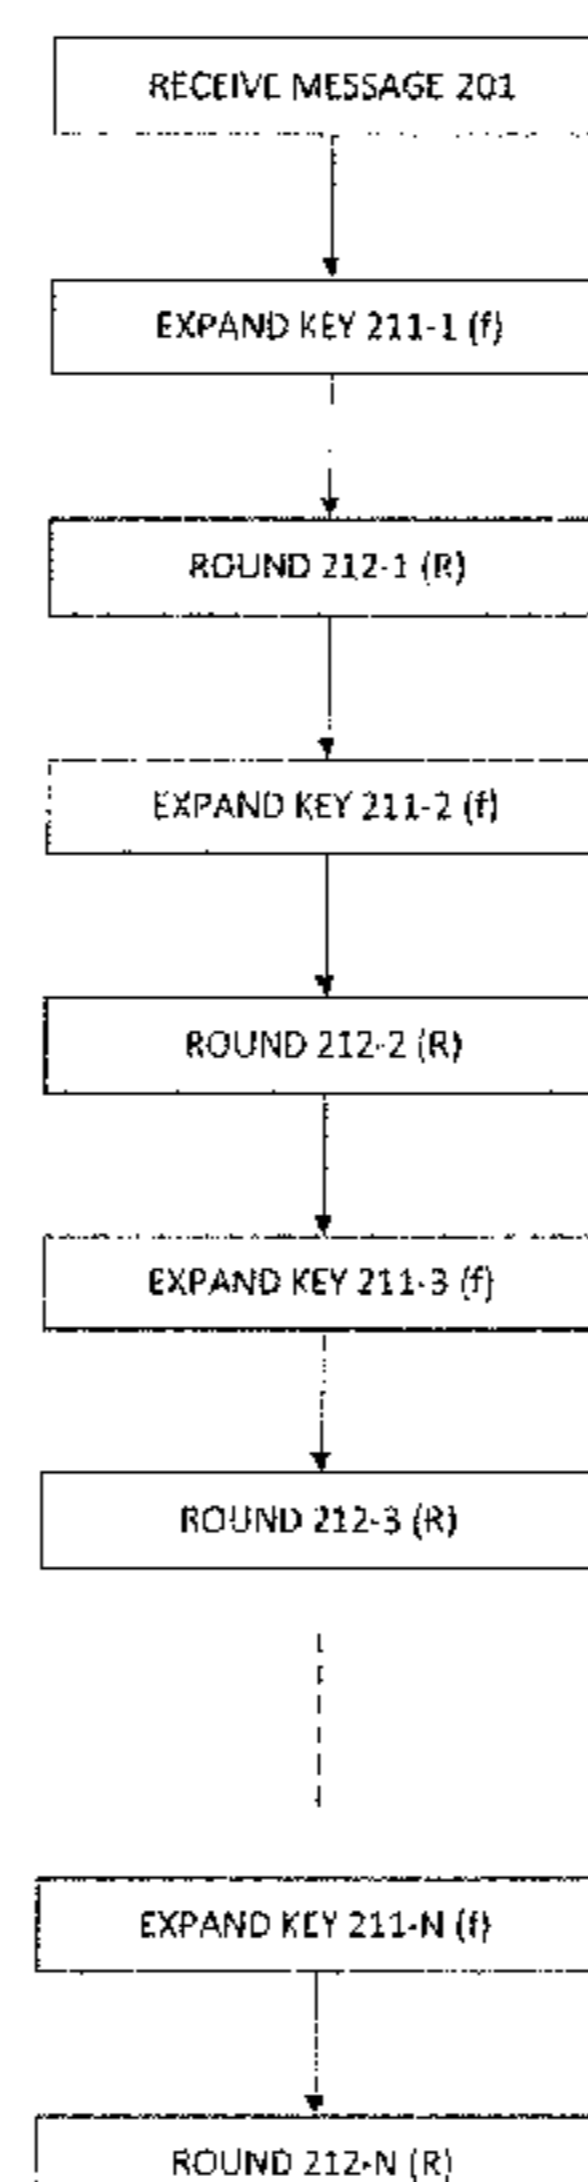 RECEIVE MESSAGE 201
EXPAND KEY 211-1 (f)
ROUND 212-1 (R)
EXPAND KEY 211-2 (f)
ROUND 212-2 (R)
EXPAND KEY 211-3 (f)
ROUND 212-3 (R)
EXPAND KEY 211-N (f)
ROUND 212-N (R)